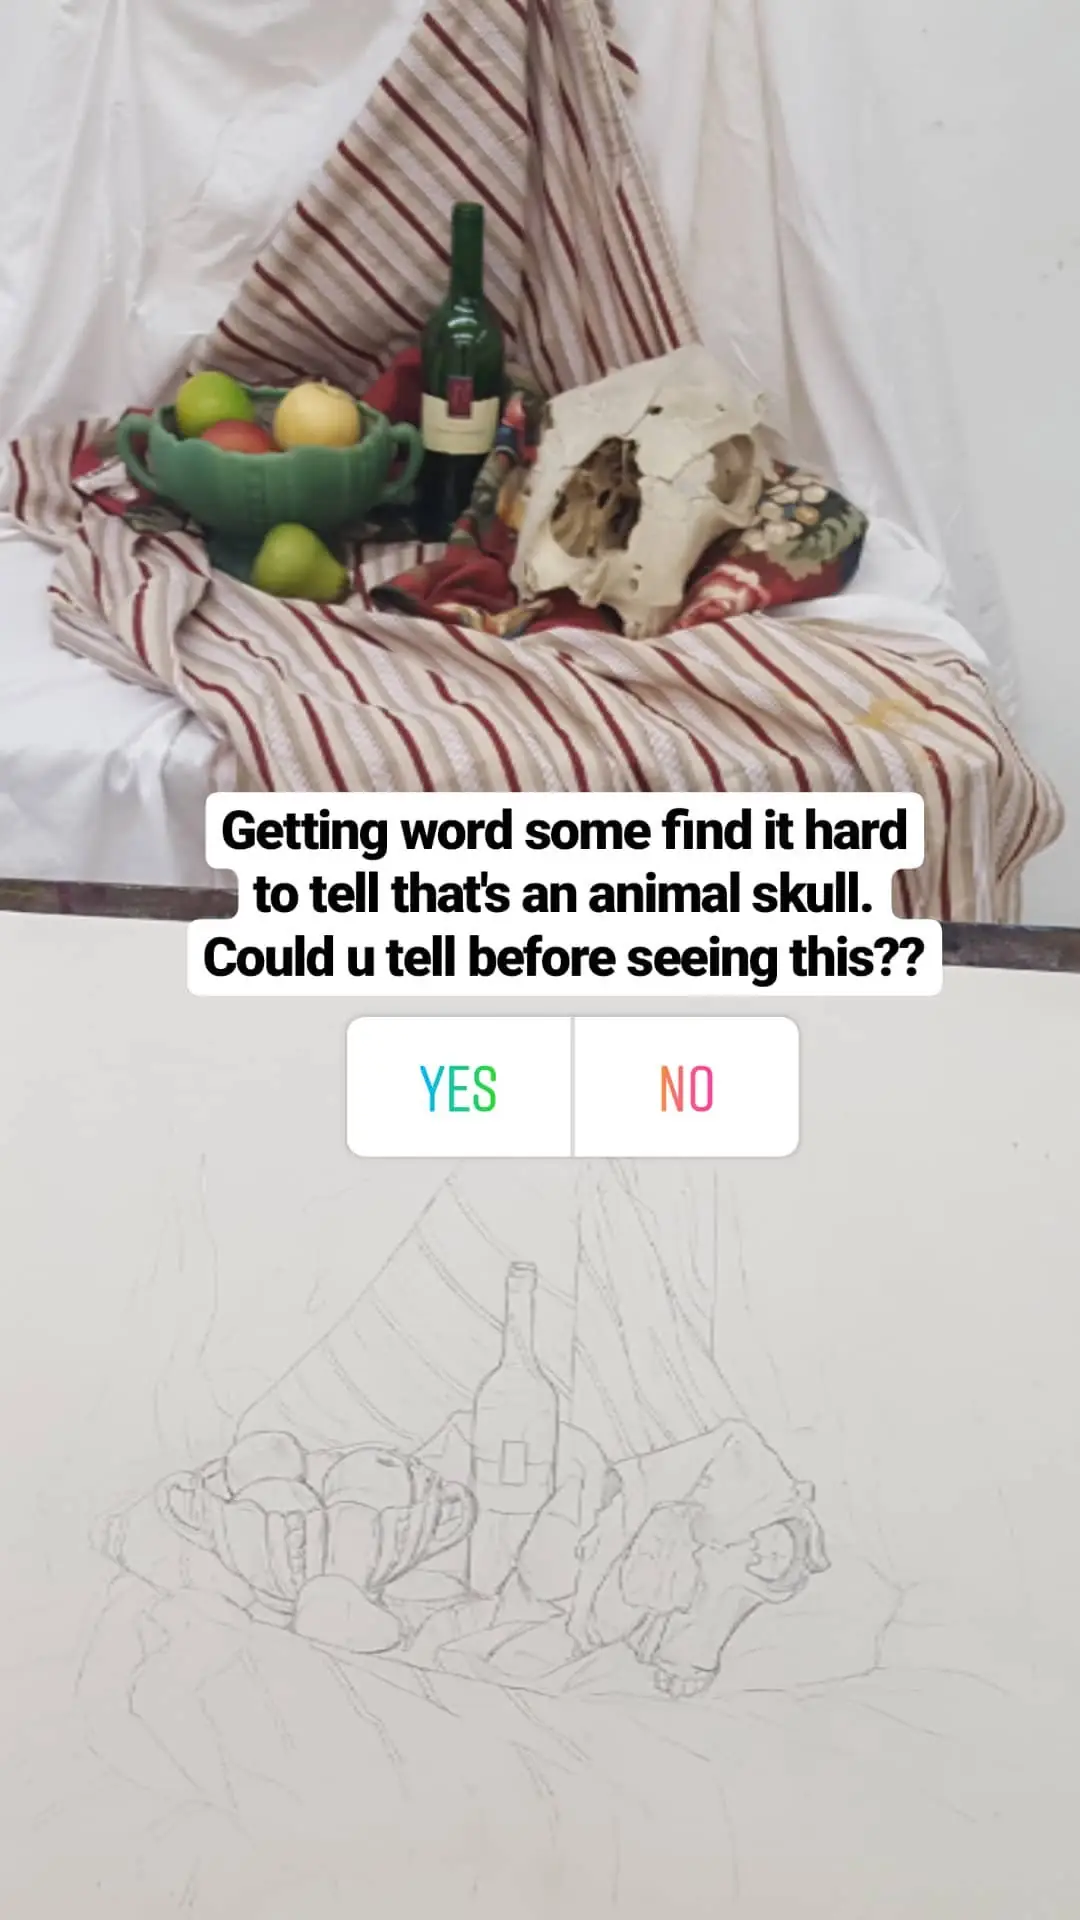 Getting word some find it hard
to tell that's an animal skull.
Could u tell before seeing this??
YES NO